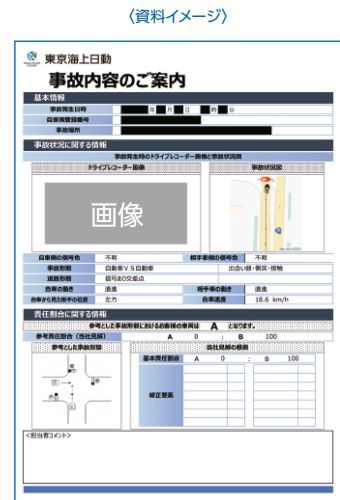 〈資料イメージ〉
東京海上日動
事故内容のご案内
基本情報
事故発生日時 年 月 日 時 分
自車両登録番号
事故場所
事故状況に関する情報
事故発生時のドライブレコーダー画像と事故状況図
ドライブレコーダー画像 事故状況図
画像
自車側の信号色 不明 相手車側の信号色 不明
事故形態 自動車VS自動車 出会い頭・側突・接触
道路形態 信号あり交差点
自車の動き 直進 相手車の動き 直進
自車から見た相手の位置 左方 自車速度 18.6 km/h
責任割合に関する情報
参考とした事故形態におけるお客様の車両は A となります。
参考責任割合（当社見解） A 0 : B 100
参考とした事故形態 当社見解の根拠
基本責任割合 A 0 : B 100
修正要素
<担当者コメント>